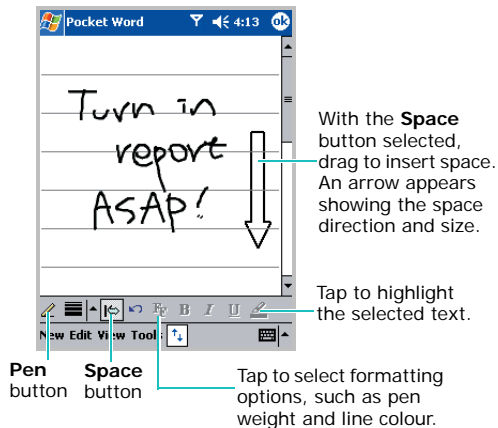 Pocket Word 4:13 ok
Turn in
report
ASAP!
With the Space
button selected,
drag to insert space.
An arrow appears
showing the space
direction and size.
B I U
Tap to highlight
the selected text.
New Edit View Tools
Pen
button
Space
button
Tap to select formatting
options, such as pen
weight and line colour.